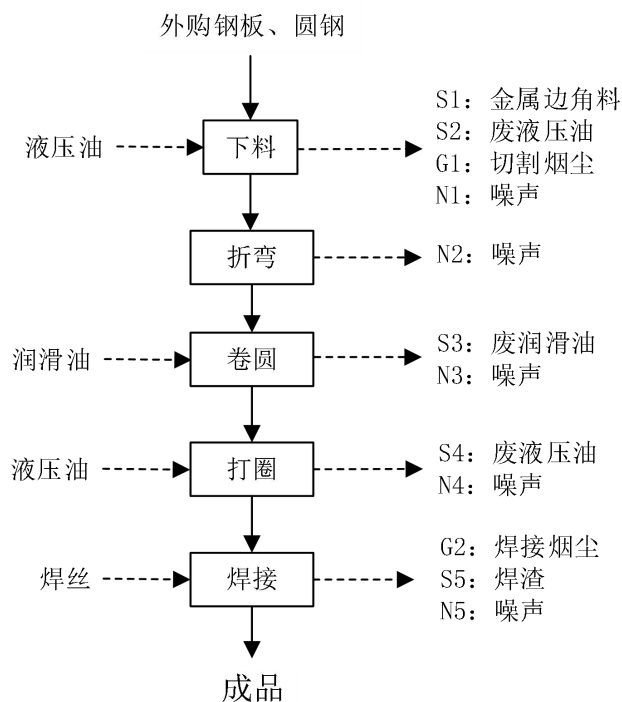 外购钢板、圆钢
液压油
下料
S1: 金属边角料
S2: 废液压油
G1: 切割烟尘
N1: 噪声
折弯
N2: 噪声
润滑油
卷圆
S3: 废润滑油
N3: 噪声
液压油
打圈
S4: 废液压油
N4: 噪声
焊丝
焊接
G2: 焊接烟尘
S5: 焊渣
N5: 噪声
成品